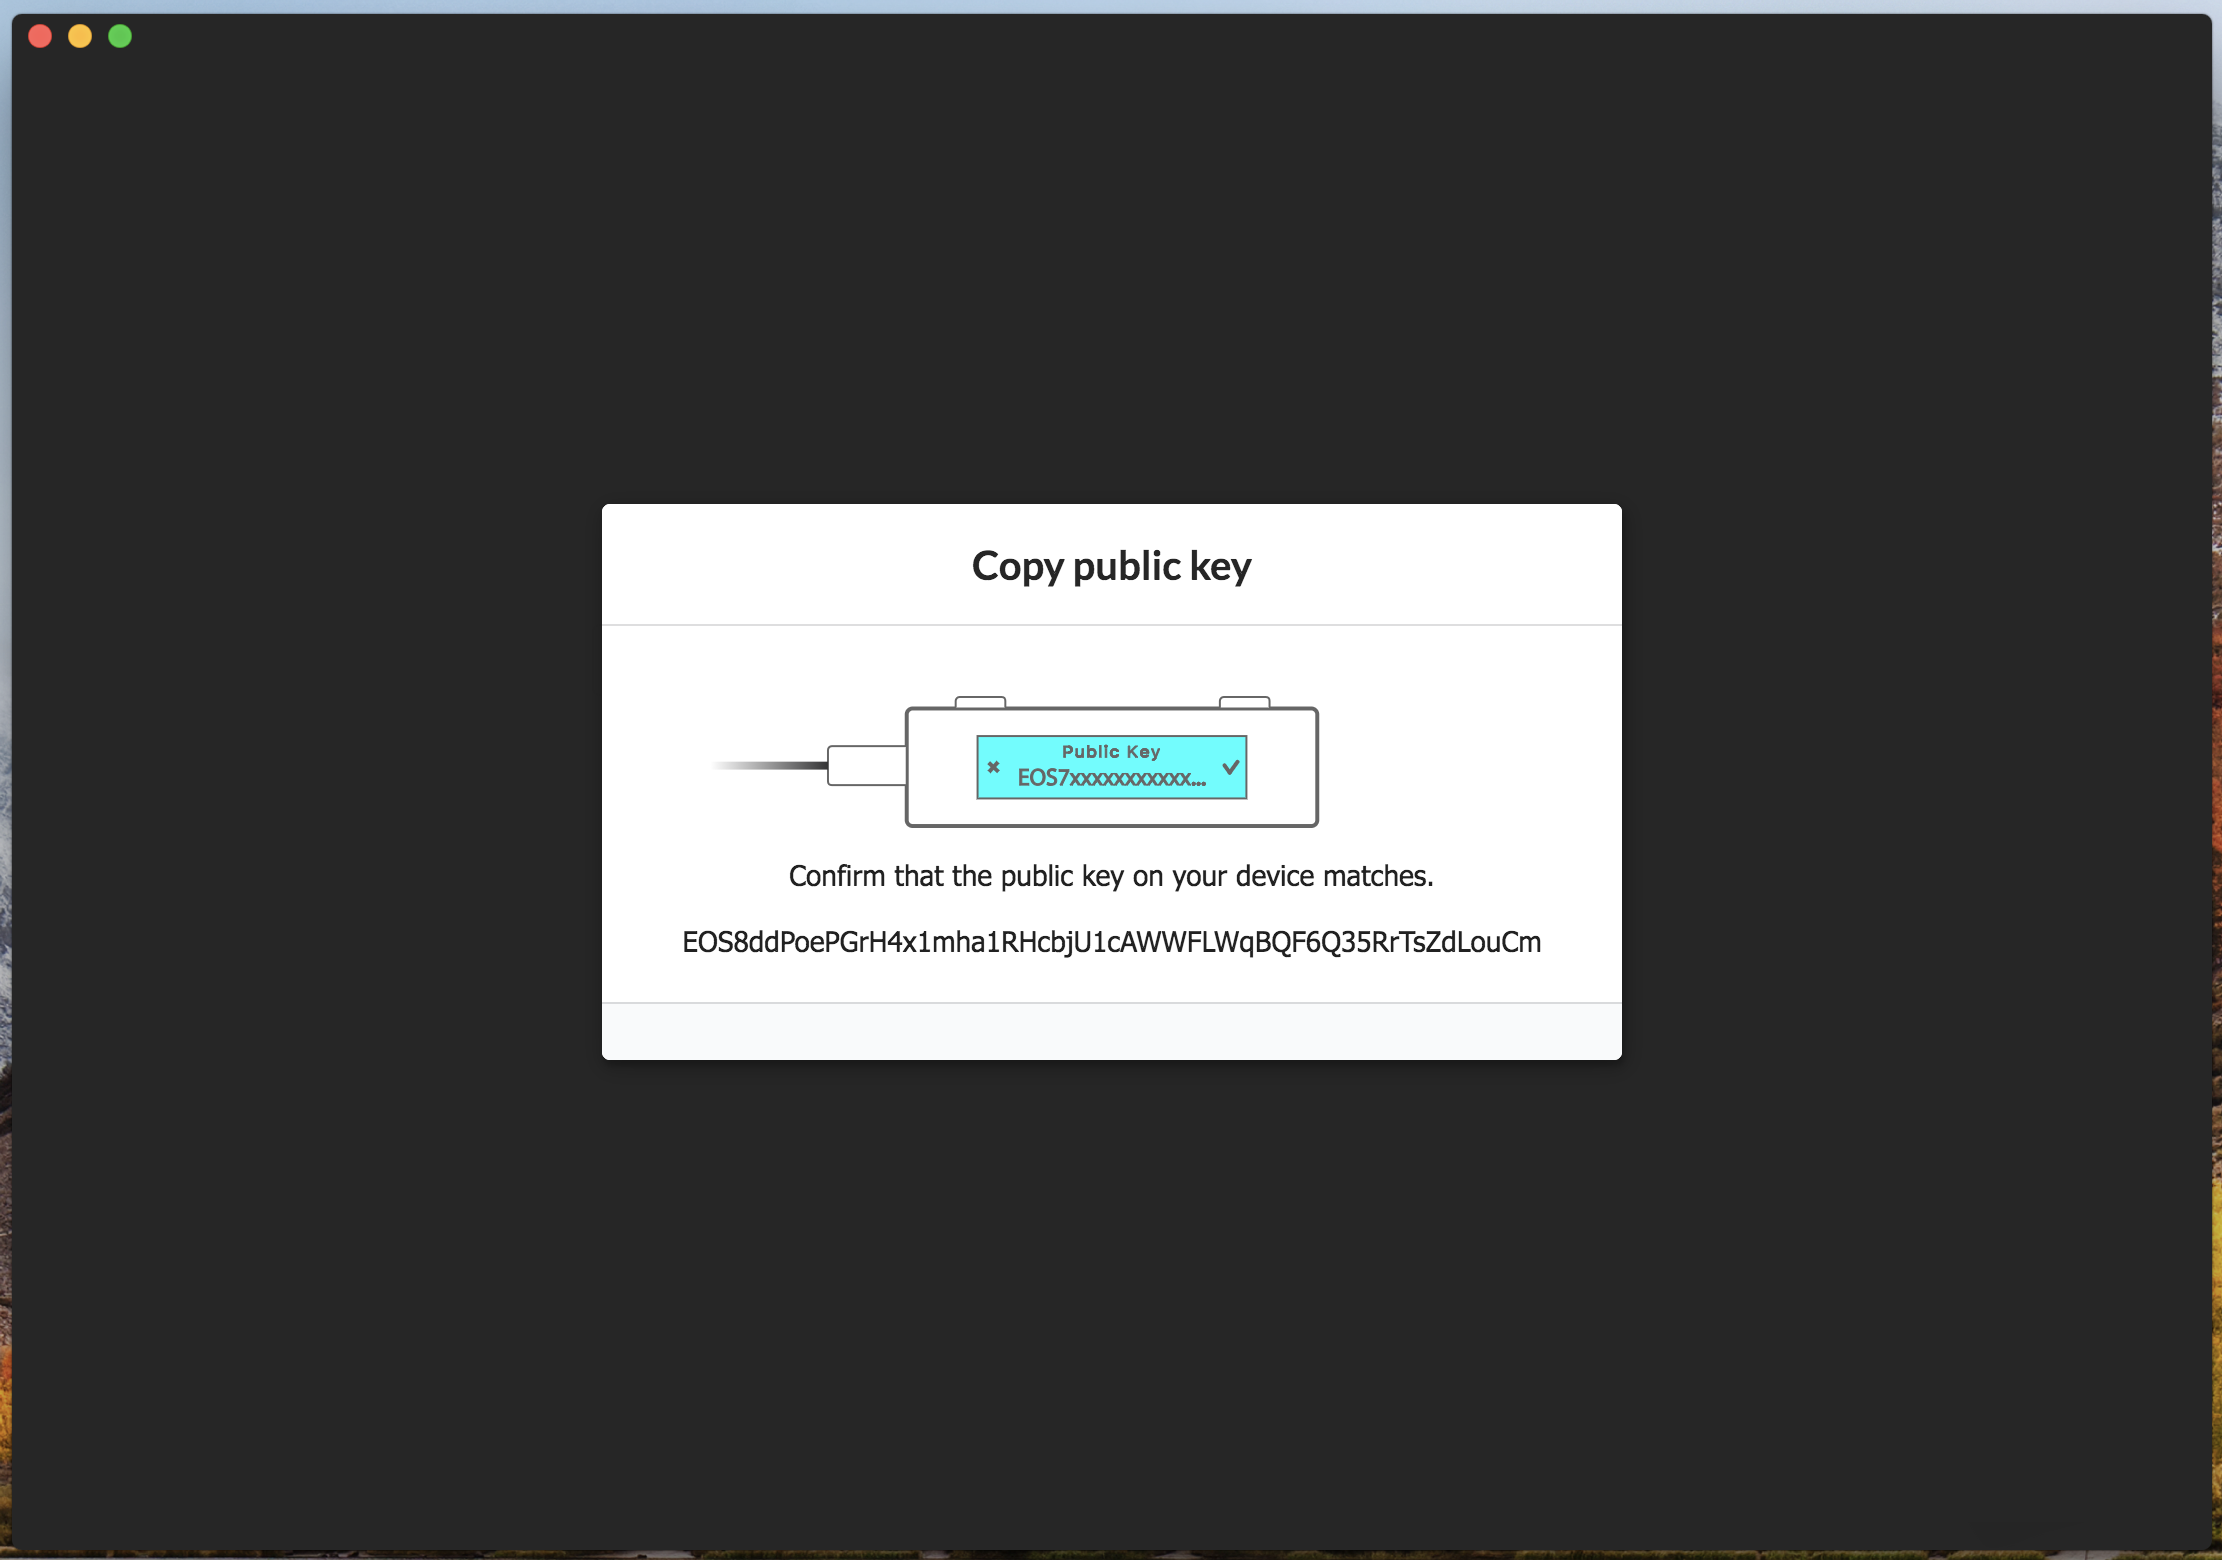 Copy public key
Public Key
EOS7xxxxxxxxxxx...
Confirm that the public key on your device matches.
EOS8ddPoePGrH4x1mha1RHcbjU1cAWWFLWqBQF6Q35RrTsZdLouCm